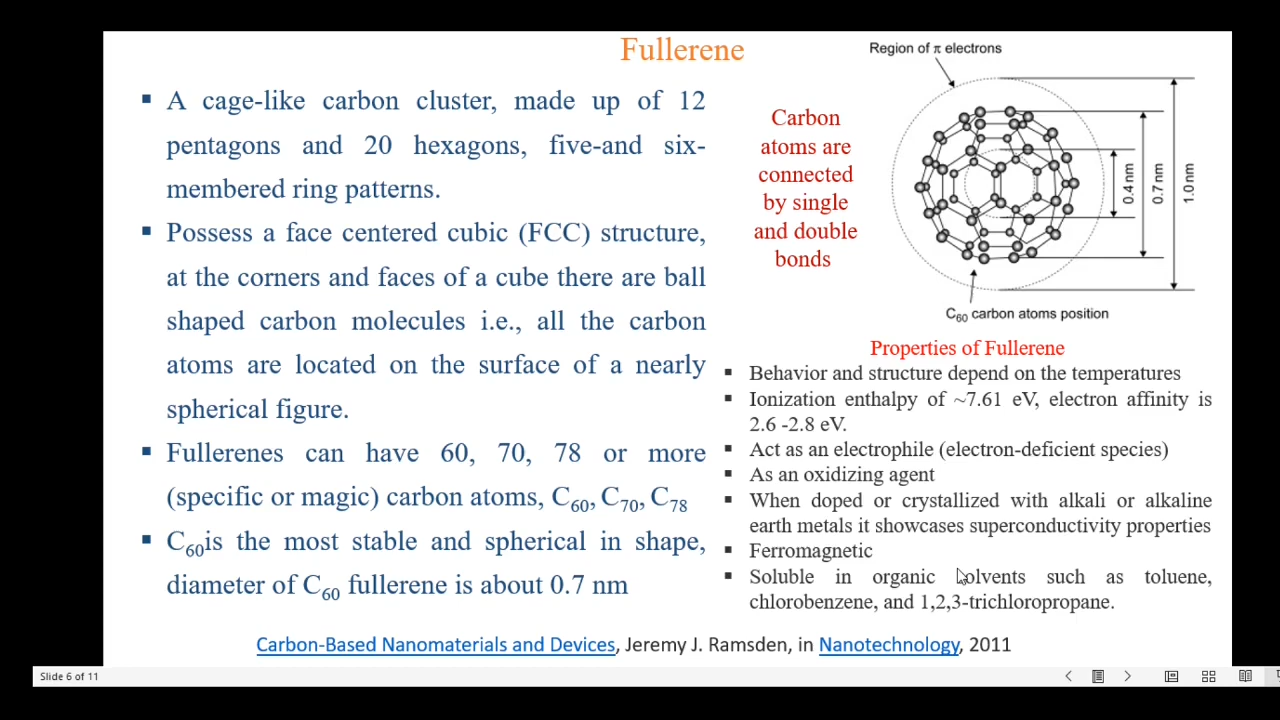 Fullerene
▪ A cage-like carbon cluster, made up of 12
pentagons and 20 hexagons, five-and six-
membered ring patterns.
▪ Possess a face centered cubic (FCC) structure,
at the corners and faces of a cube there are ball
shaped carbon molecules i.e., all the carbon
atoms are located on the surface of a nearly
spherical figure.
▪ Fullerenes can have 60, 70, 78 or more
(specific or magic) carbon atoms, C₆₀, C₇₀, C₇₈
▪ C₆₀is the most stable and spherical in shape,
diameter of C₆₀ fullerene is about 0.7 nm
Carbon
atoms are
connected
by single
and double
bonds
Region of π electrons
0.4 nm
0.7 nm
1.0 nm
C₆₀ carbon atoms position
Properties of Fullerene
▪ Behavior and structure depend on the temperatures
▪ Ionization enthalpy of ~7.61 eV, electron affinity is
2.6 -2.8 eV.
▪ Act as an electrophile (electron-deficient species)
▪ As an oxidizing agent
▪ When doped or crystallized with alkali or alkaline
earth metals it showcases superconductivity properties
▪ Ferromagnetic
▪ Soluble in organic solvents such as toluene,
chlorobenzene, and 1,2,3-trichloropropane.
Carbon-Based Nanomaterials and Devices, Jeremy J. Ramsden, in Nanotechnology, 2011
Slide 6 of 11